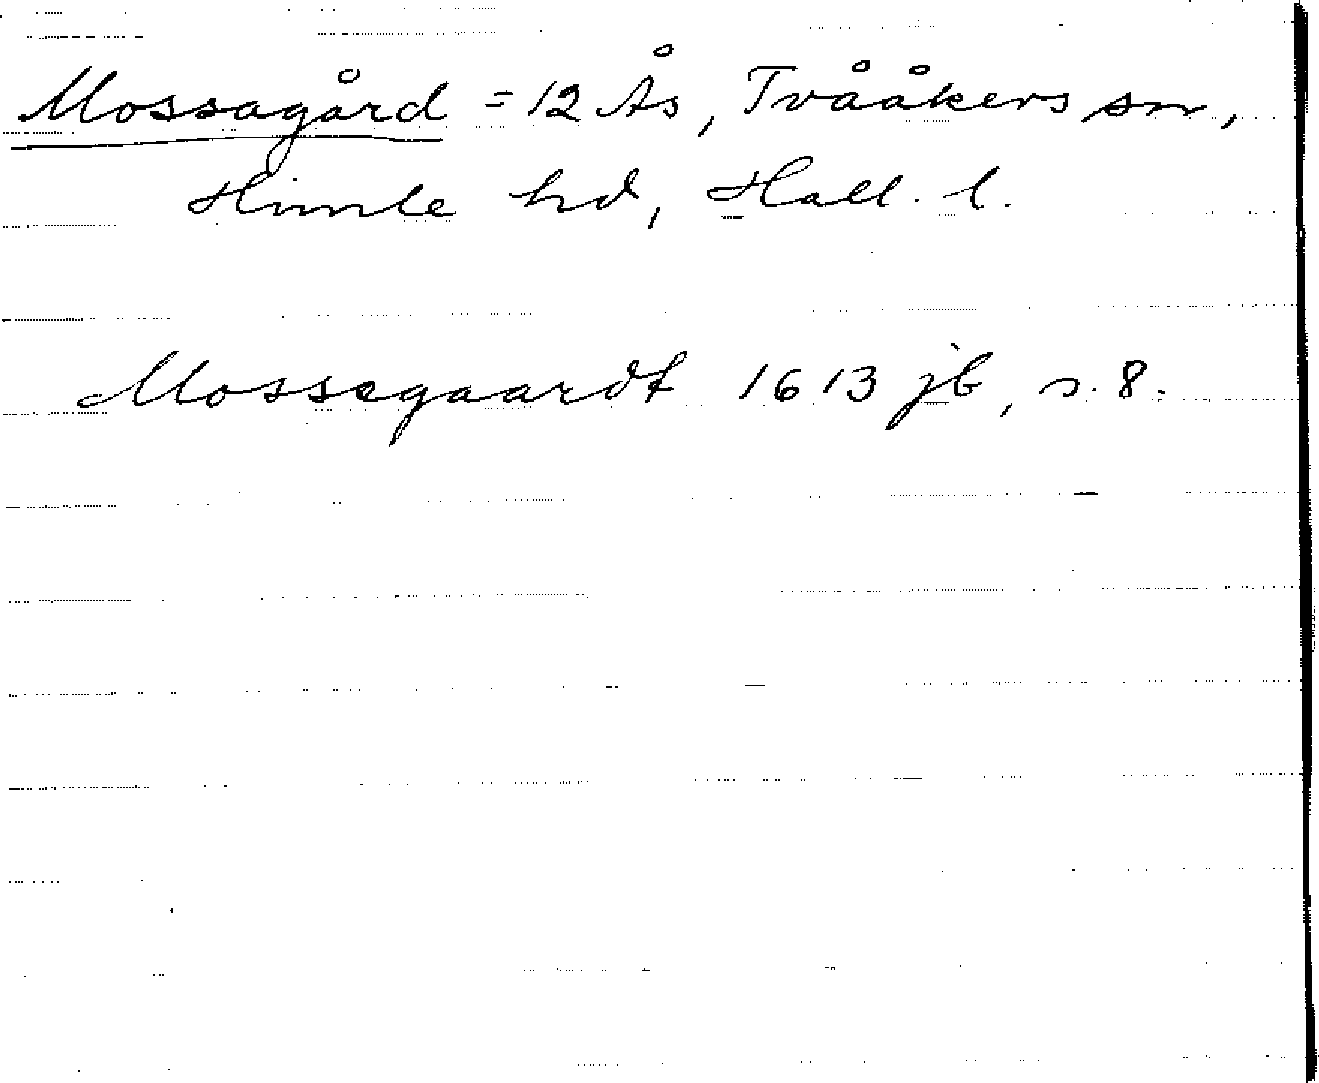 Mossagård = 12 Ås, Tvååkers sn,
Himle hd, Hall. l.
Mossegaardt 1613 jb, s. 8.